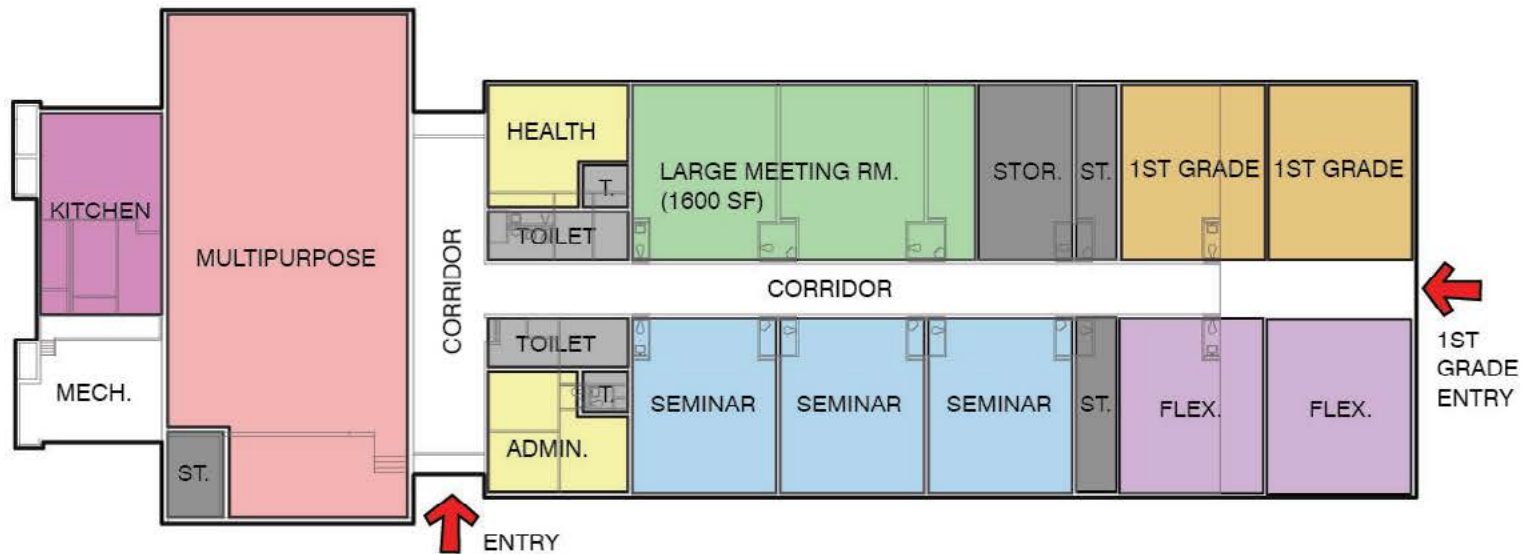 HEALTH
T.
TOILET
LARGE MEETING RM.
(1600 SF)
STOR.
ST.
1ST GRADE
1ST GRADE
KITCHEN
MULTIPURPOSE
CORRIDOR
CORRIDOR
MECH.
ST.
TOILET
T.
ADMIN.
SEMINAR
SEMINAR
SEMINAR
ST.
FLEX.
FLEX.
1ST
GRADE
ENTRY
ENTRY